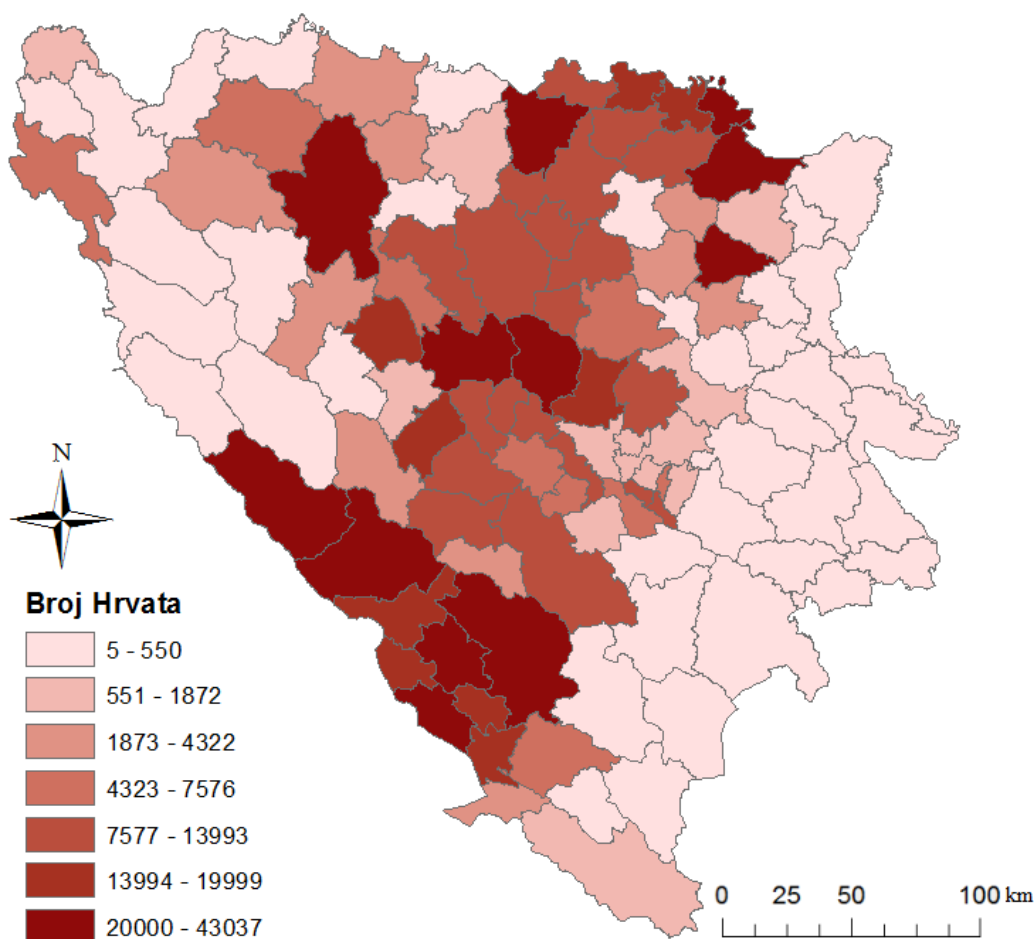 N
Broj Hrvata
5 - 550
551 - 1872
1873 - 4322
4323 - 7576
7577 - 13993
13994 - 19999
20000 - 43037
0 25 50 100 km